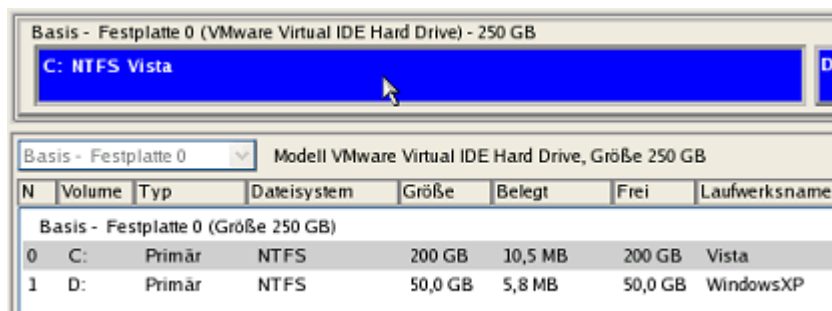 Basis - Festplatte 0 (VMware Virtual IDE Hard Drive) - 250 GB
C: NTFS Vista D
Basis - Festplatte 0 Modell VMware Virtual IDE Hard Drive, Größe 250 GB
N Volume Typ Dateisystem Größe Belegt Frei Laufwerksname
Basis - Festplatte 0 (Größe 250 GB)
0 C: Primär NTFS 200 GB 10,5 MB 200 GB Vista
1 D: Primär NTFS 50,0 GB 5,8 MB 50,0 GB WindowsXP